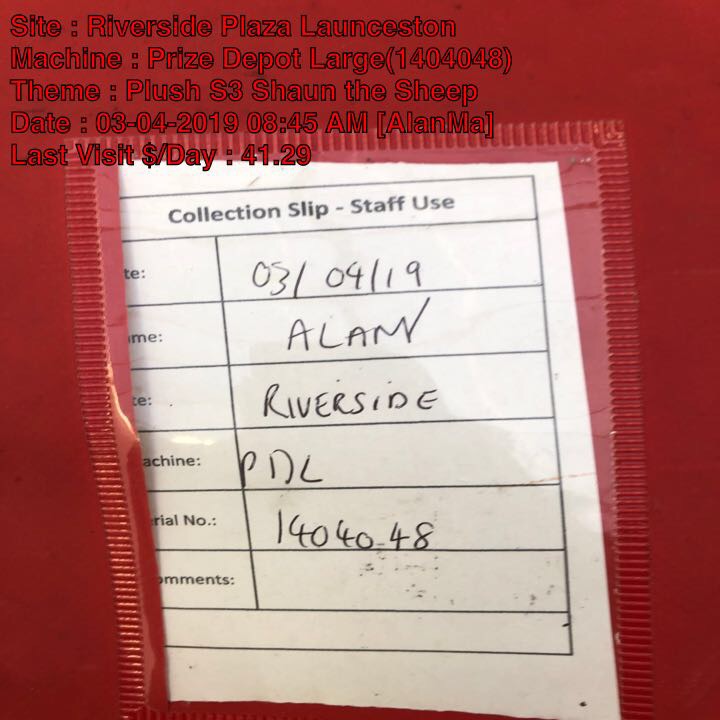 Site : Riverside Plaza Launceston
Machine : Prize Depot Large(1404048)
Theme : Plush S3 Shaun the Sheep
Date : 03-04-2019 08:45 AM [AlanMa]
Last Visit $/Day : 41.29
Collection Slip - Staff Use
te: 03/04/19
me: ALAN
te: RIVERSIDE
achine: PDL
rial No.: 1404048
omments: